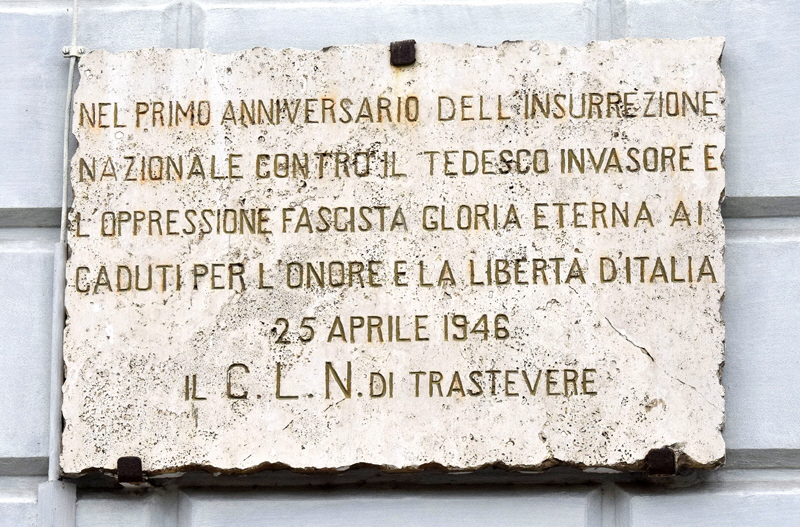 NEL PRIMO ANNIVERSARIO DELL'INSURREZIONE
NAZIONALE CONTRO IL TEDESCO INVASORE E
L'OPPRESSIONE FASCISTA GLORIA ETERNA AI
CADUTI PER L'ONORE E LA LIBERTÀ D'ITALIA
25 APRILE 1946
IL C. L. N. DI TRASTEVERE